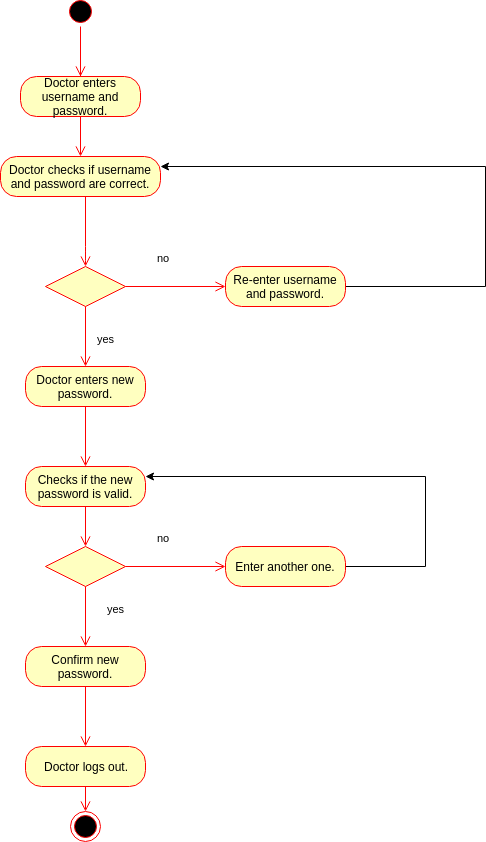 Doctor enters
username and
password.
Doctor checks if username
and password are correct.
no
Re-enter username
and password.
yes
Doctor enters new
password.
Checks if the new
password is valid.
no
Enter another one.
yes
Confirm new
password.
Doctor logs out.